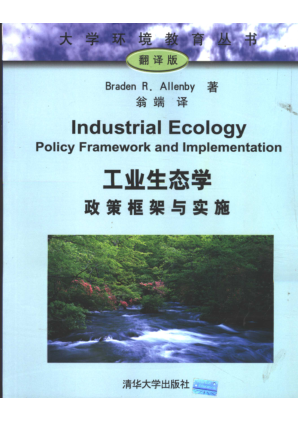 大学环境教育丛书
翻译版
Braden R. Allenby 著
翁端 译
Industrial Ecology
Policy Framework and Implementation
工业生态学
政策框架与实施
清华大学出版社